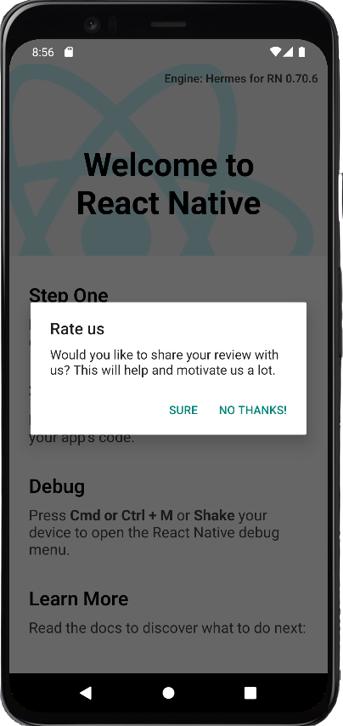 8:56
Engine: Hermes for RN 0.70.6
Welcome to
React Native
Step One
Rate us
Would you like to share your review with
us? This will help and motivate us a lot.
SURE
NO THANKS!
your app's code.
Debug
Press Cmd or Ctrl + M or Shake your
device to open the React Native debug
menu.
Learn More
Read the docs to discover what to do next: